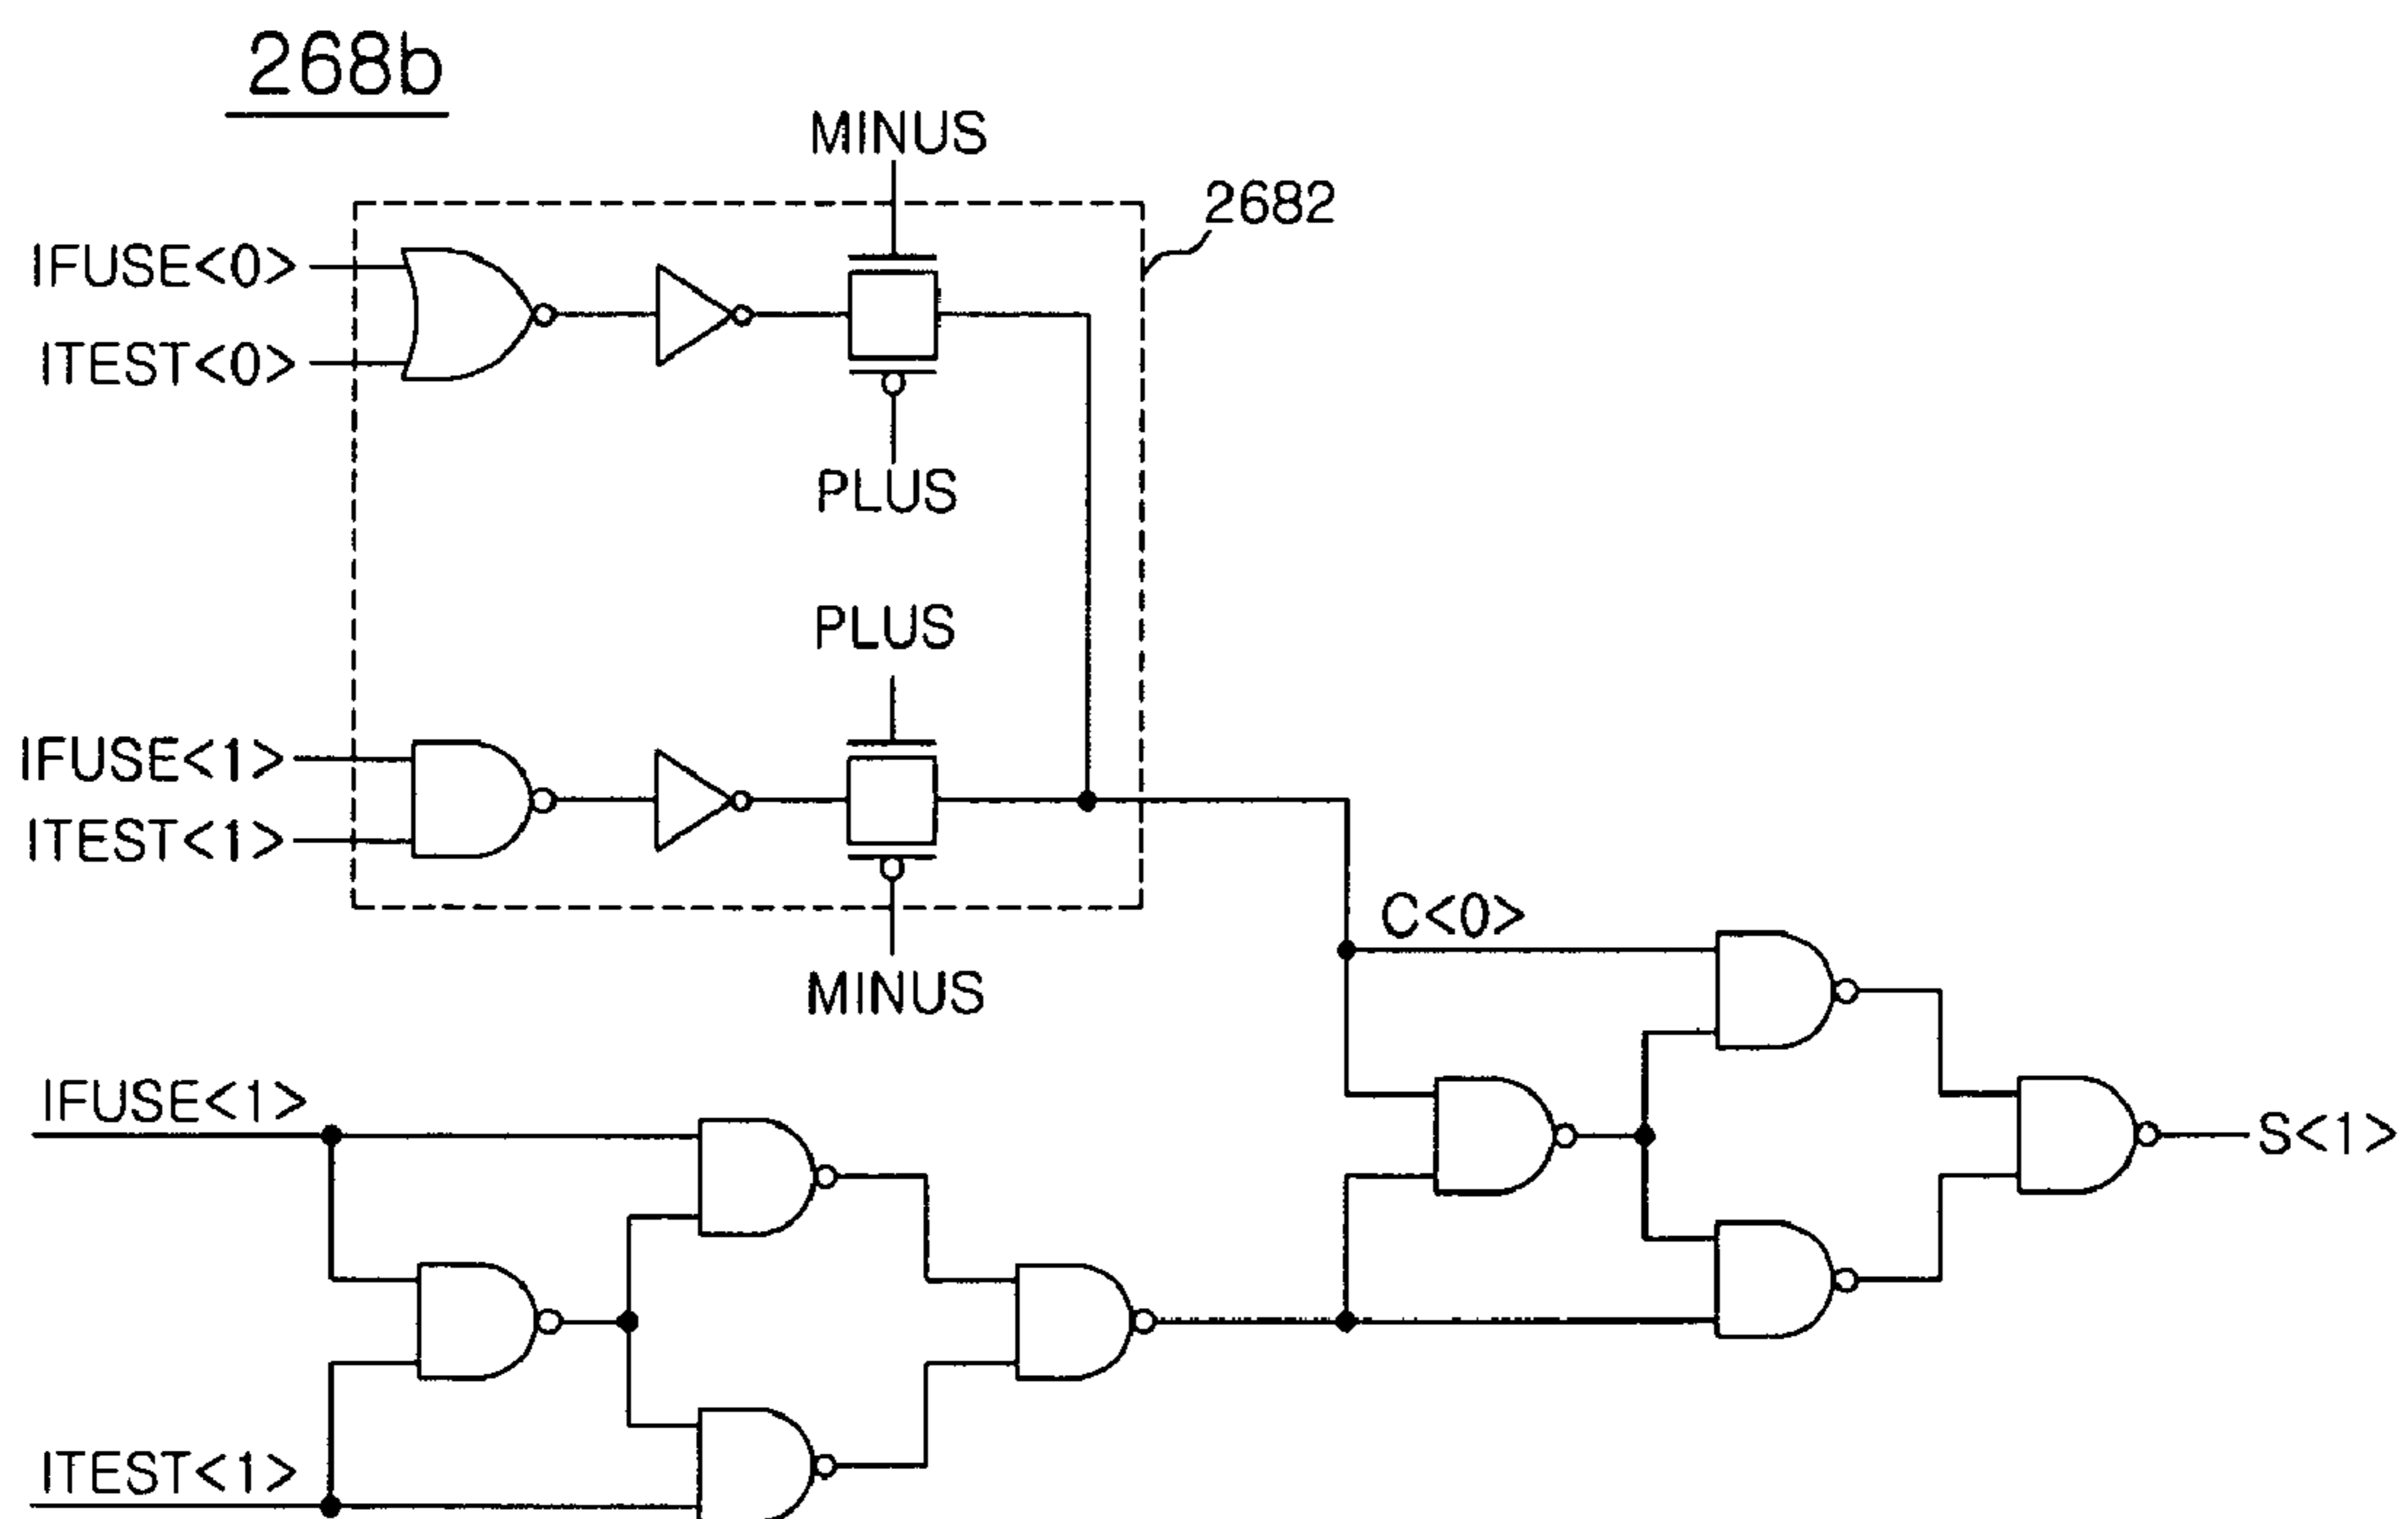 268b
MINUS
2682
IFUSE<0>
ITEST<0>
PLUS
PLUS
IFUSE<1>
ITEST<1>
C<0>
MINUS
IFUSE<1>
S<1>
ITEST<1>